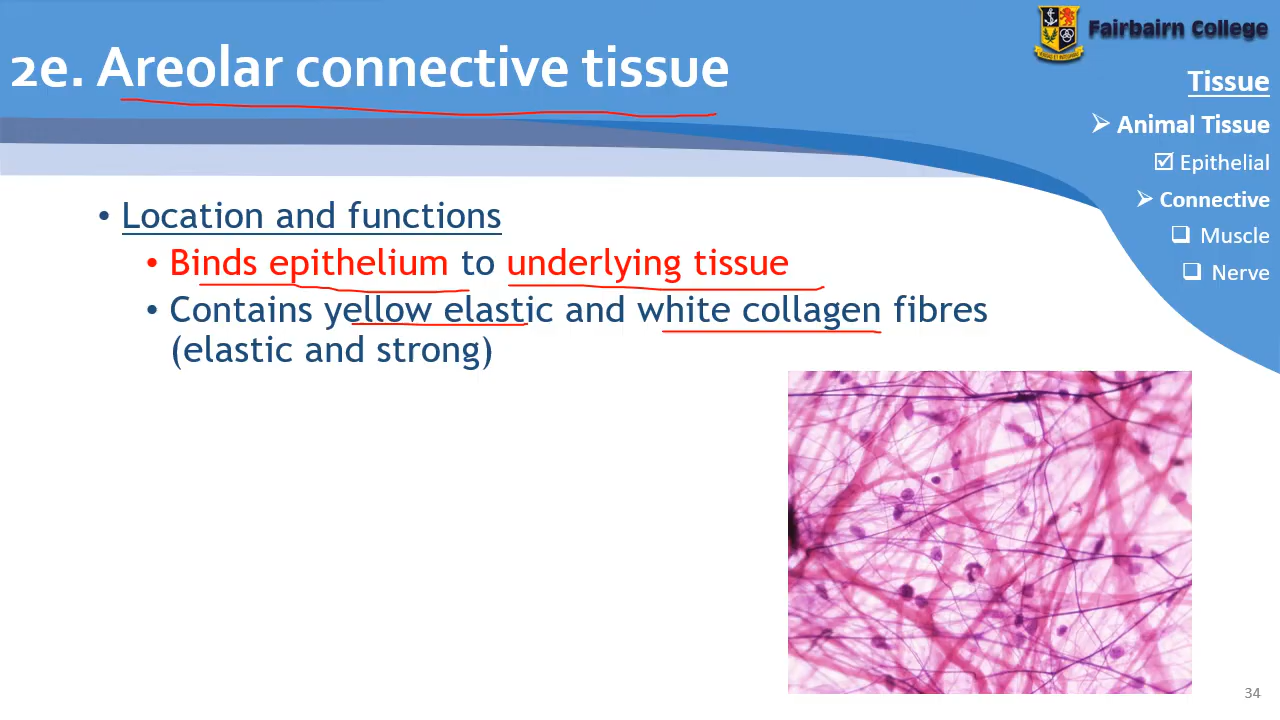 2e. Areolar connective tissue
Fairbairn College
Tissue
➢ Animal Tissue
☑ Epithelial
➢ Connective
❑ Muscle
❑ Nerve
• Location and functions
• Binds epithelium to underlying tissue
• Contains yellow elastic and white collagen fibres
(elastic and strong)
34